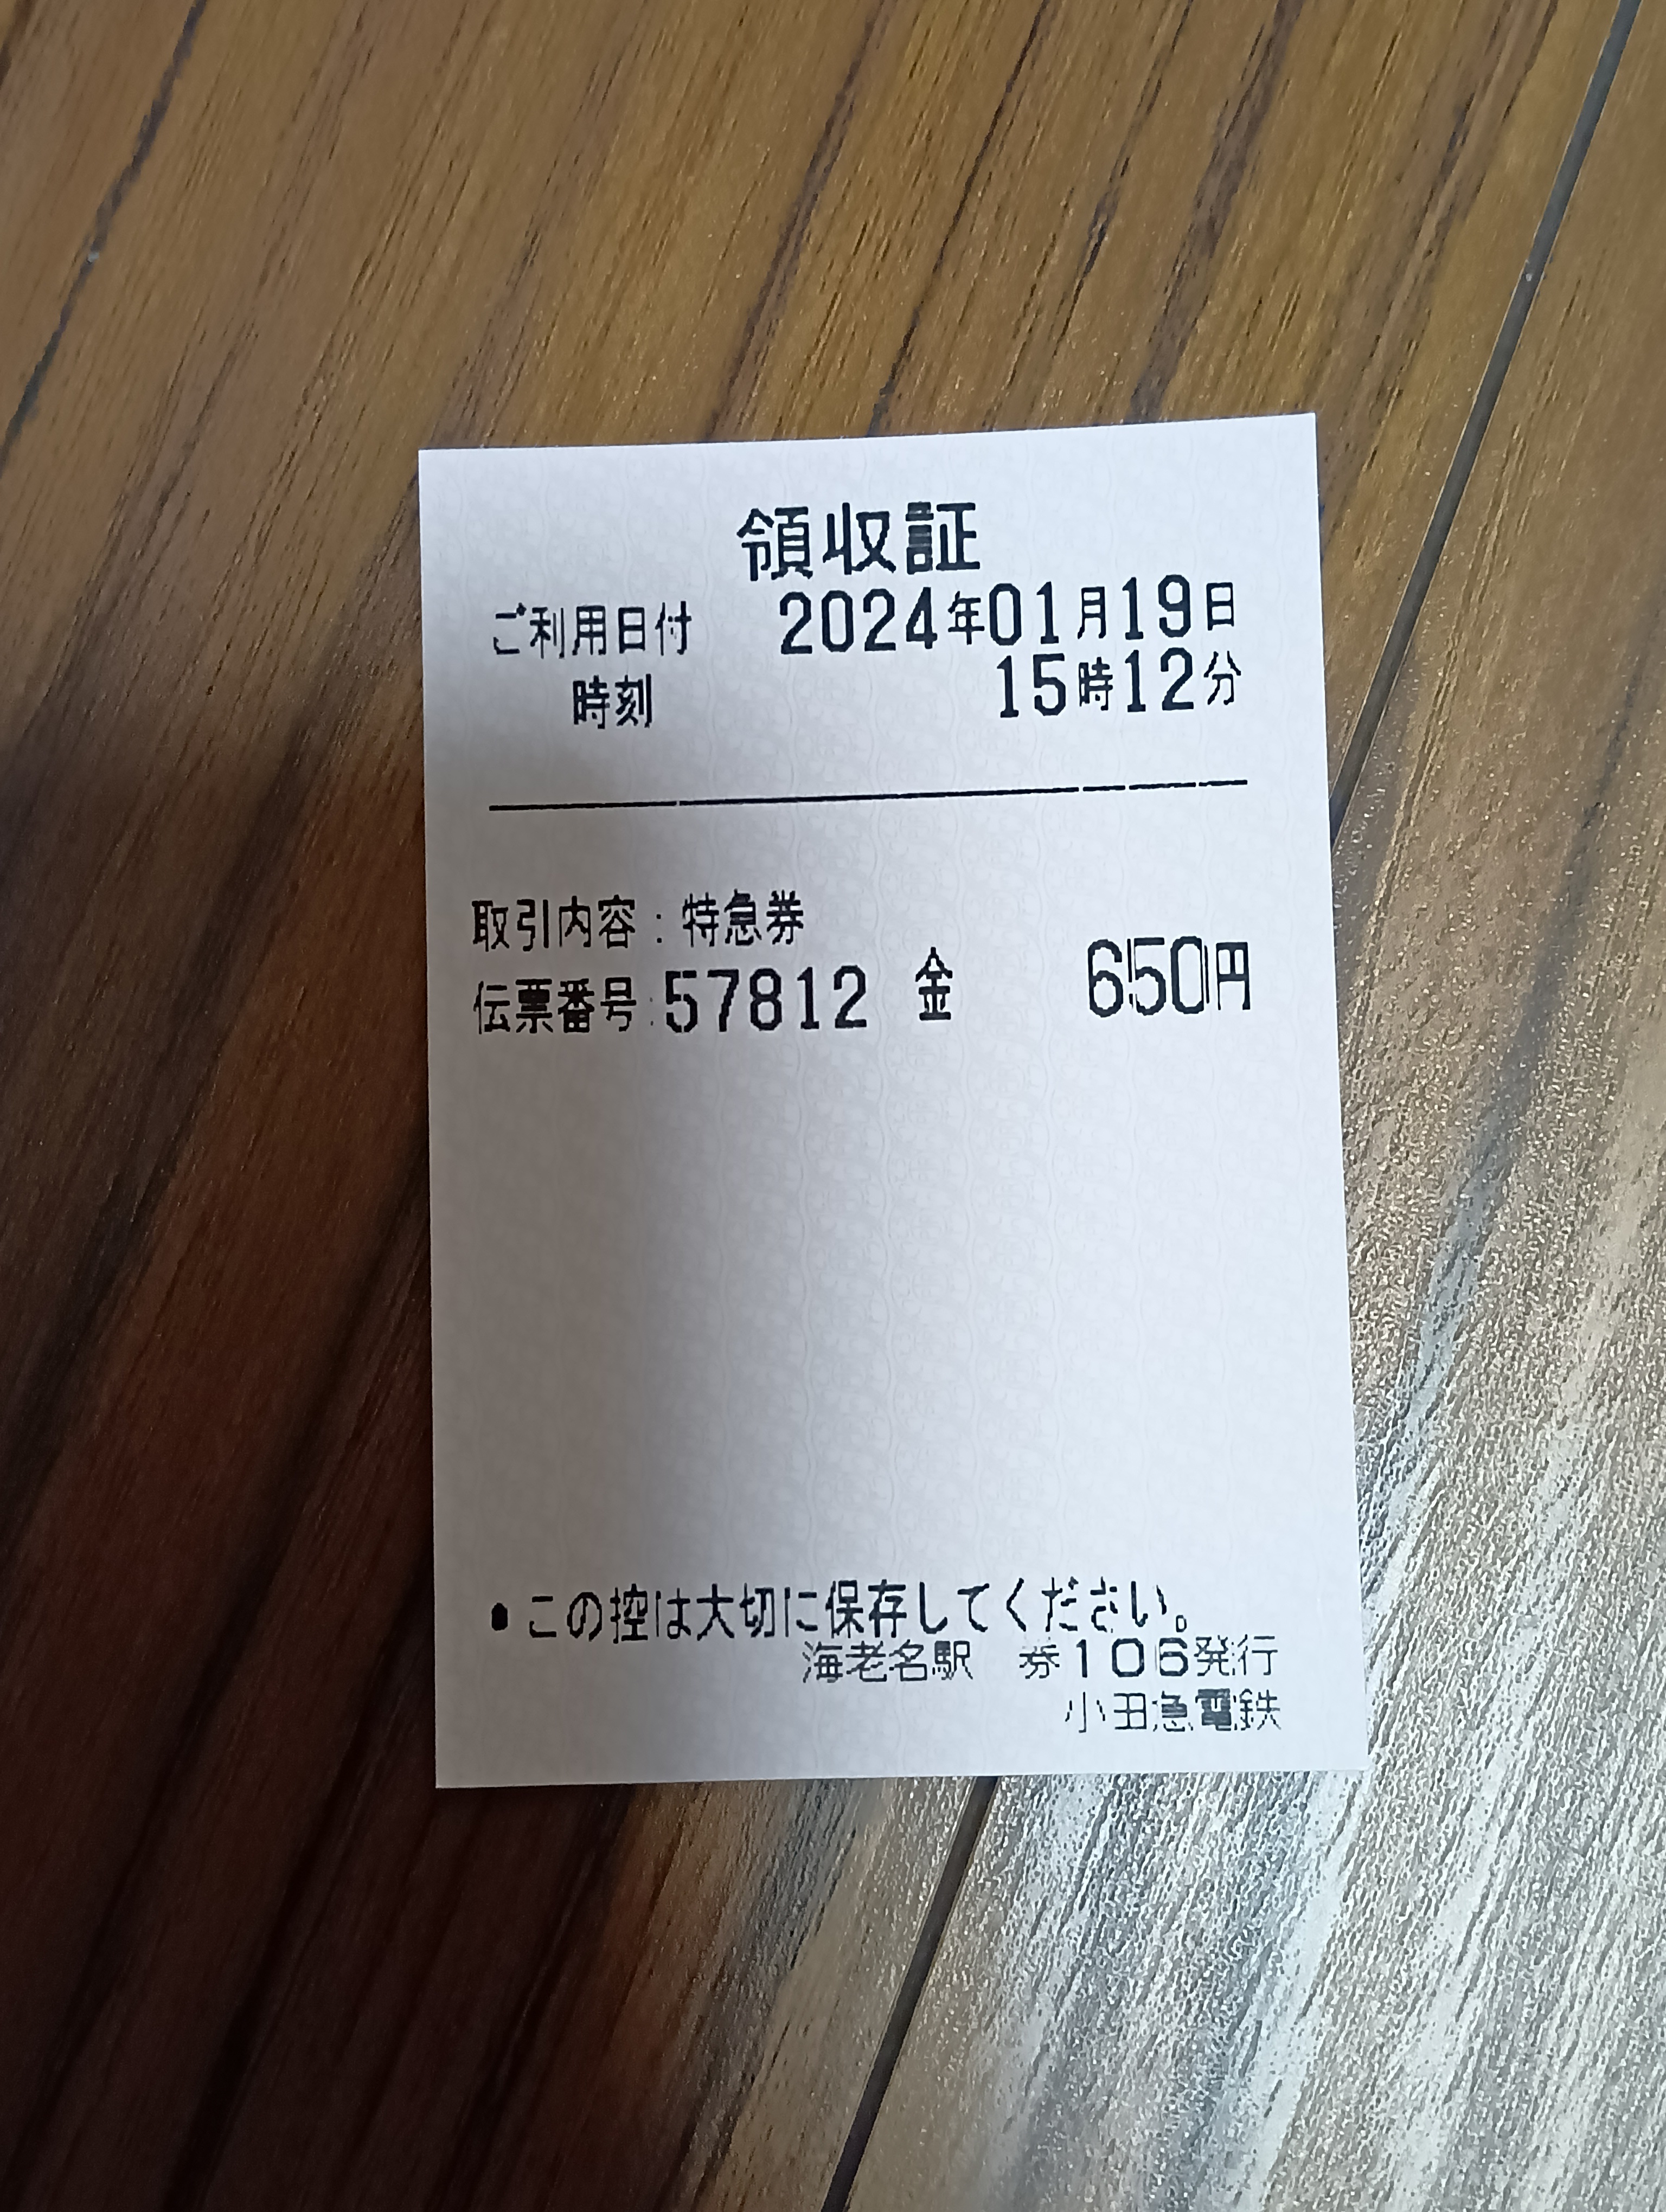 領収証
ご利用日付 2024年01月19日
時刻 15時12分
取引内容:特急券
伝票番号:57812 金 650円
●この控は大切に保存してください。
海老名駅 券106発行
小田急電鉄